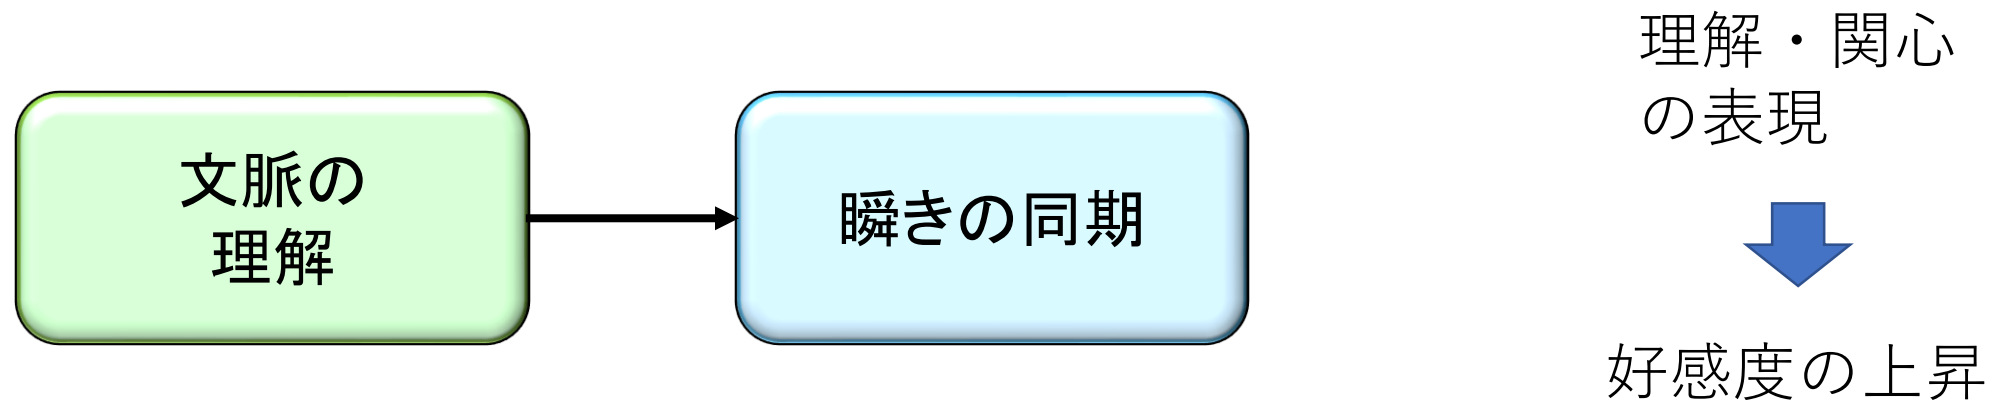 文脈の
理解
瞬きの同期
理解・関心
の表現
好感度の上昇